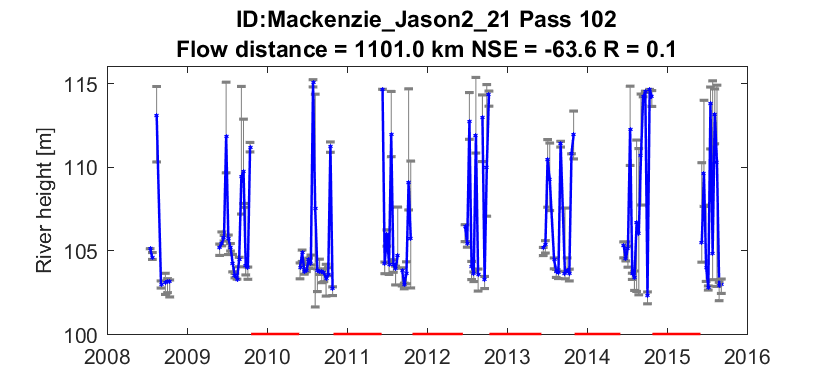 ID:Mackenzie_Jason2_21 Pass 102
Flow distance = 1101.0 km NSE = -63.6 R = 0.1
River height [m]
115
110
105
100
2008 2009 2010 2011 2012 2013 2014 2015 2016